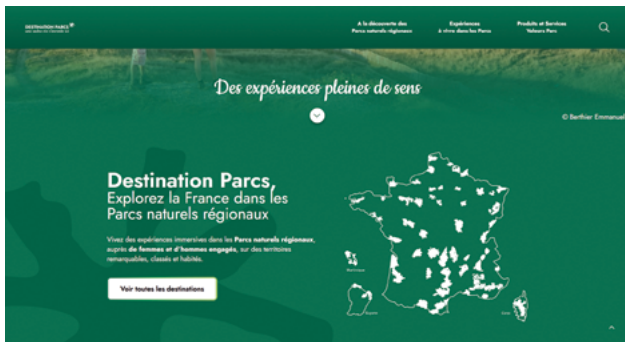 DESTINATION PARCS
A la découverte des
Parcs naturels régionaux
Expériences
à vivre dans les Parcs
Produits et Services
Valeurs Parc
Des expériences pleines de sens
© Berthier Emmanuel
Destination Parcs,
Explorez la France dans les
Parcs naturels régionaux
Vivez des expériences immersives dans les Parcs naturels régionaux,
auprès de femmes et d'hommes engagés, sur des territoires
remarquables, classés et habités.
Voir toutes les destinations
Martinique
Guyane
Corse